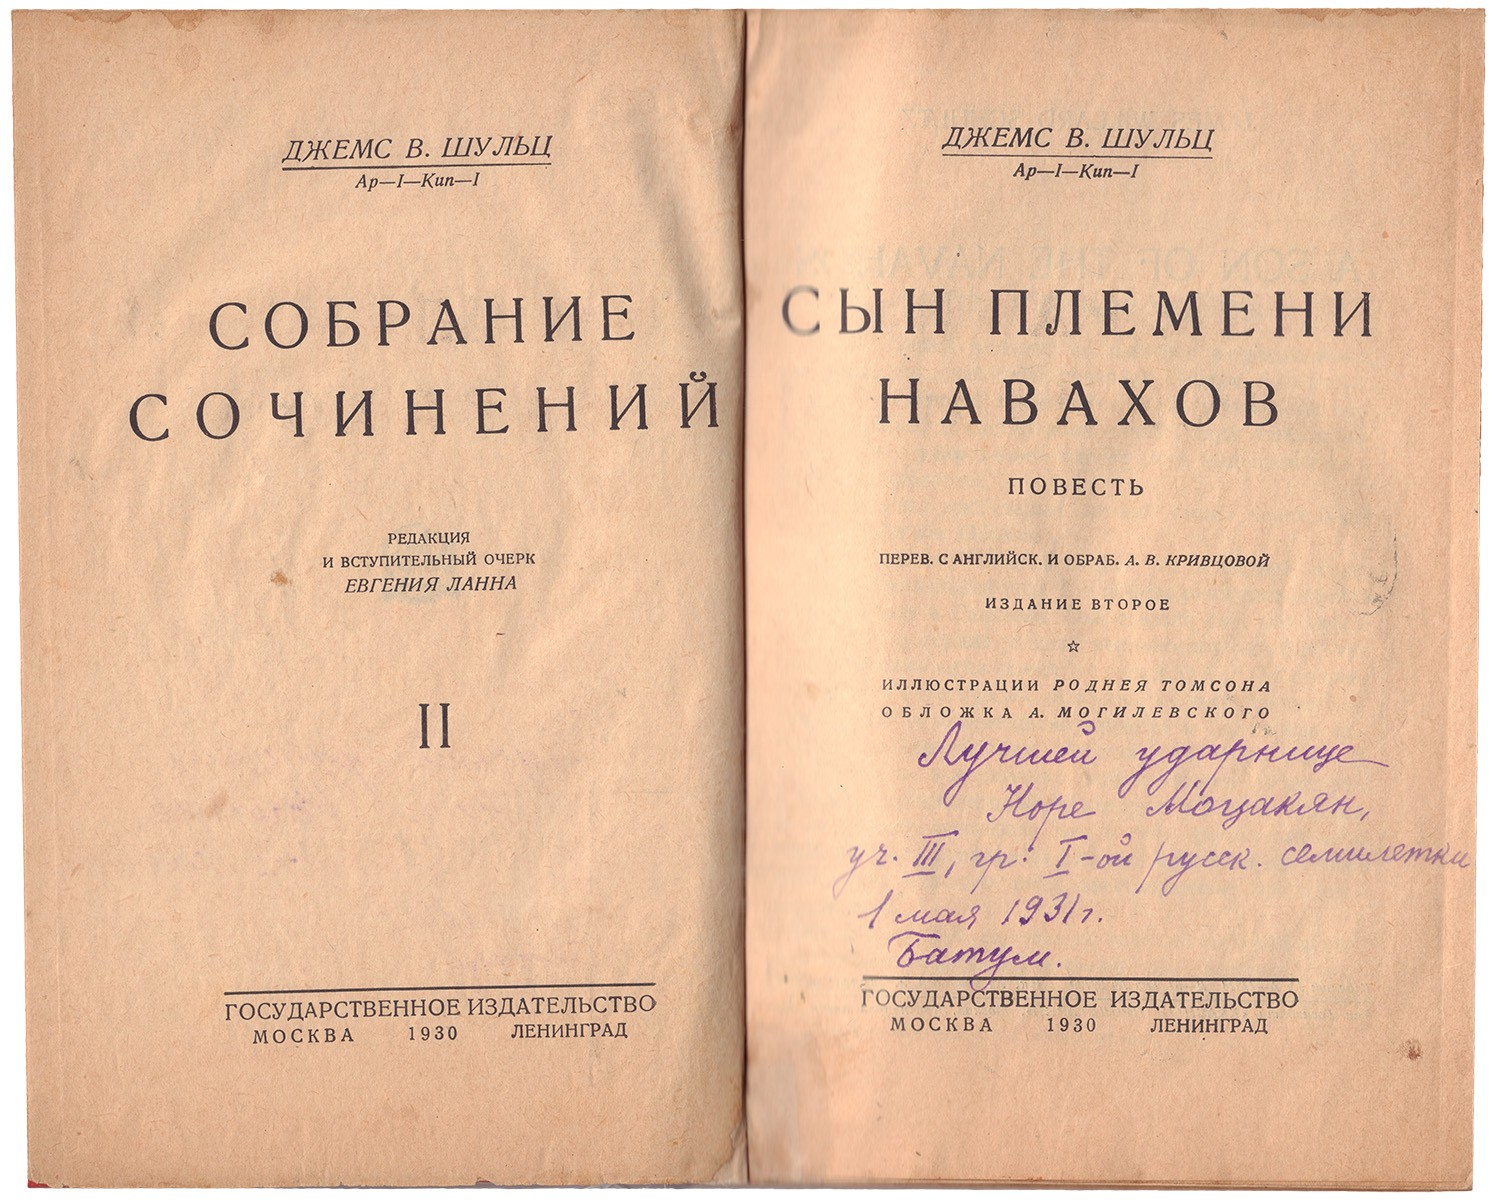 ДЖЕМС В. ШУЛЬЦ
Ар—I—Кип—I
СОБРАНИЕ
СОЧИНЕНИЙ
РЕДАКЦИЯ
И ВСТУПИТЕЛЬНЫЙ ОЧЕРК
ЕВГЕНИЯ ЛАННА
II
ГОСУДАРСТВЕННОЕ ИЗДАТЕЛЬСТВО
МОСКВА 1930 ЛЕНИНГРАД
ДЖЕМС В. ШУЛЬЦ
Ар—I—Кип—I
СЫН ПЛЕМЕНИ
НАВАХОВ
ПОВЕСТЬ
ПЕРЕВ. С АНГЛИЙСК. И ОБРАБ. А. В. КРИВЦОВОЙ
ИЗДАНИЕ ВТОРОЕ
ИЛЛЮСТРАЦИИ РОДНЕЯ ТОМСОНА
ОБЛОЖКА А. МОГИЛЕВСКОГО
Лучшей ударнице
Норе Моцакян,
уч. III, гр. I-ой русск. семилетки
1 мая 1931 г.
Батум.
ГОСУДАРСТВЕННОЕ ИЗДАТЕЛЬСТВО
МОСКВА 1930 ЛЕНИНГРАД